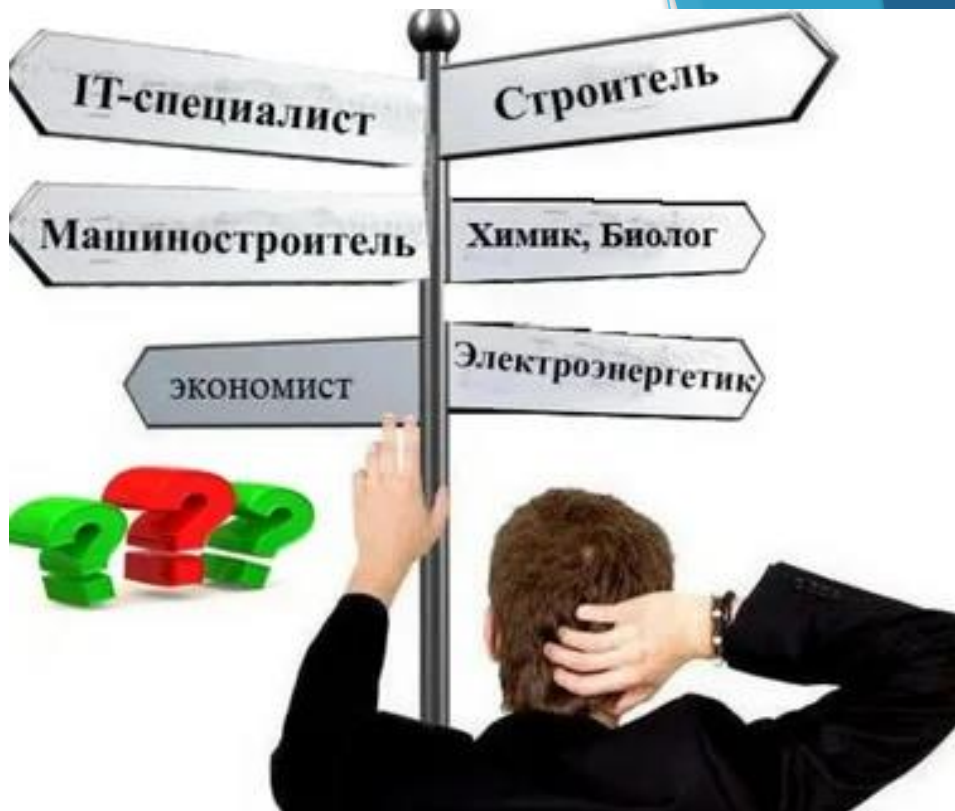 IT-специалист
Строитель
Машиностроитель
Химик, Биолог
экономист
Электроэнергетик
???